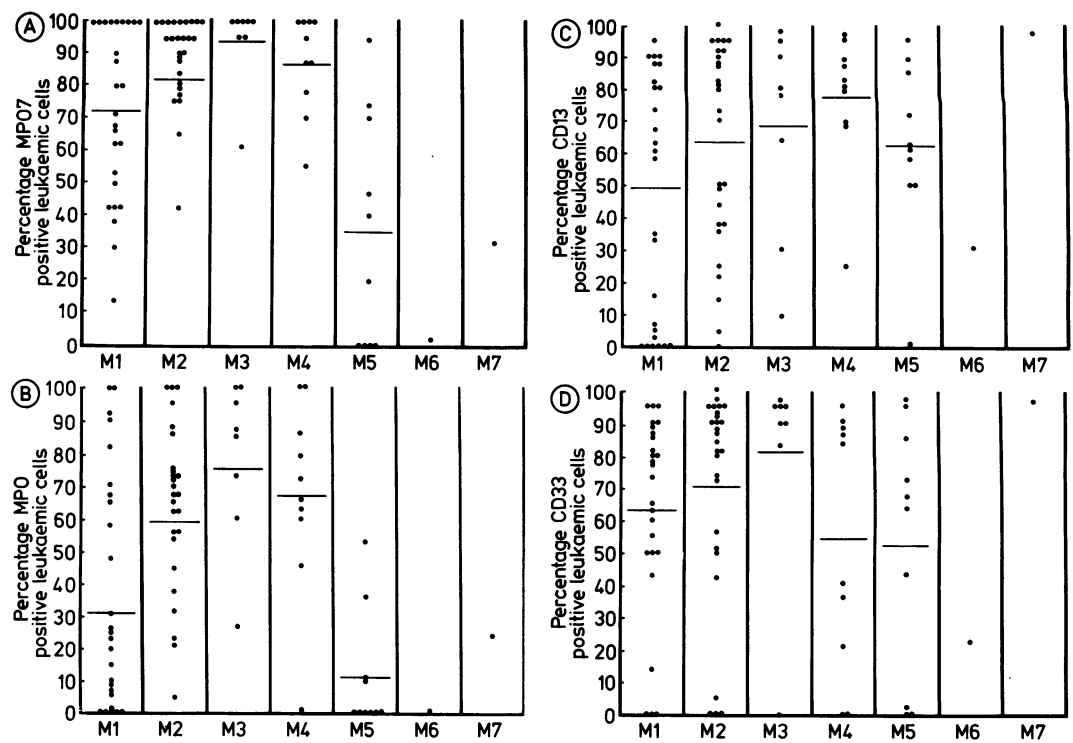 A
Percentage MPO7
positive leukaemic cells
100
90
80
70
60
50
40
30
20
10
0
M1 M2 M3 M4 M5 M6 M7
C
Percentage CD13
positive leukaemic cells
100
90
80
70
60
50
40
30
20
10
0
M1 M2 M3 M4 M5 M6 M7
B
Percentage MPO
positive leukaemic cells
100
90
80
70
60
50
40
30
20
10
0
M1 M2 M3 M4 M5 M6 M7
D
Percentage CD33
positive leukaemic cells
100
90
80
70
60
50
40
30
20
10
0
M1 M2 M3 M4 M5 M6 M7